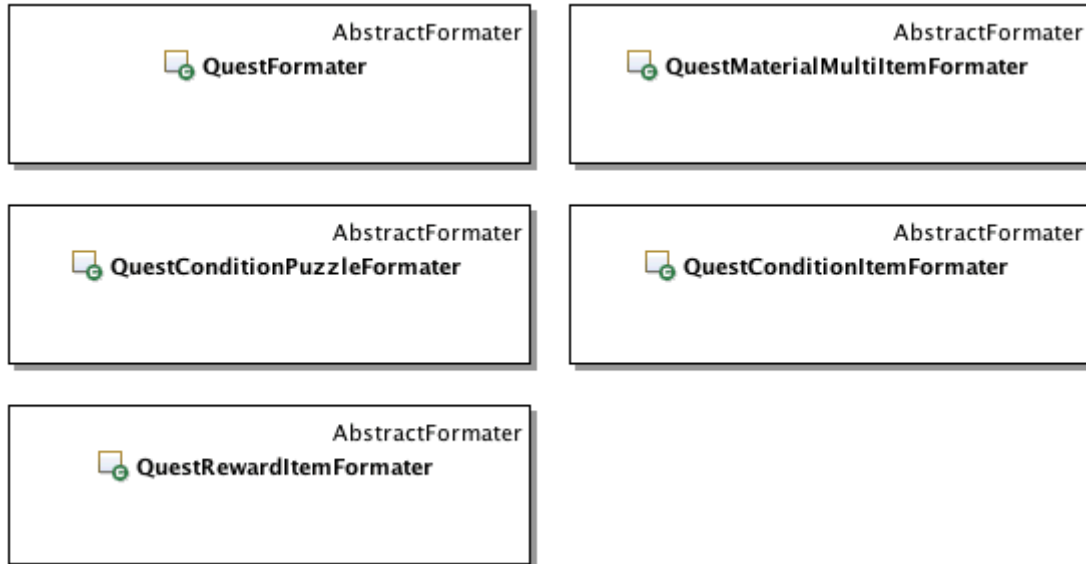 AbstractFormater
QuestFormater
AbstractFormater
QuestMaterialMultiItemFormater
AbstractFormater
QuestConditionPuzzleFormater
AbstractFormater
QuestConditionItemFormater
AbstractFormater
QuestRewardItemFormater